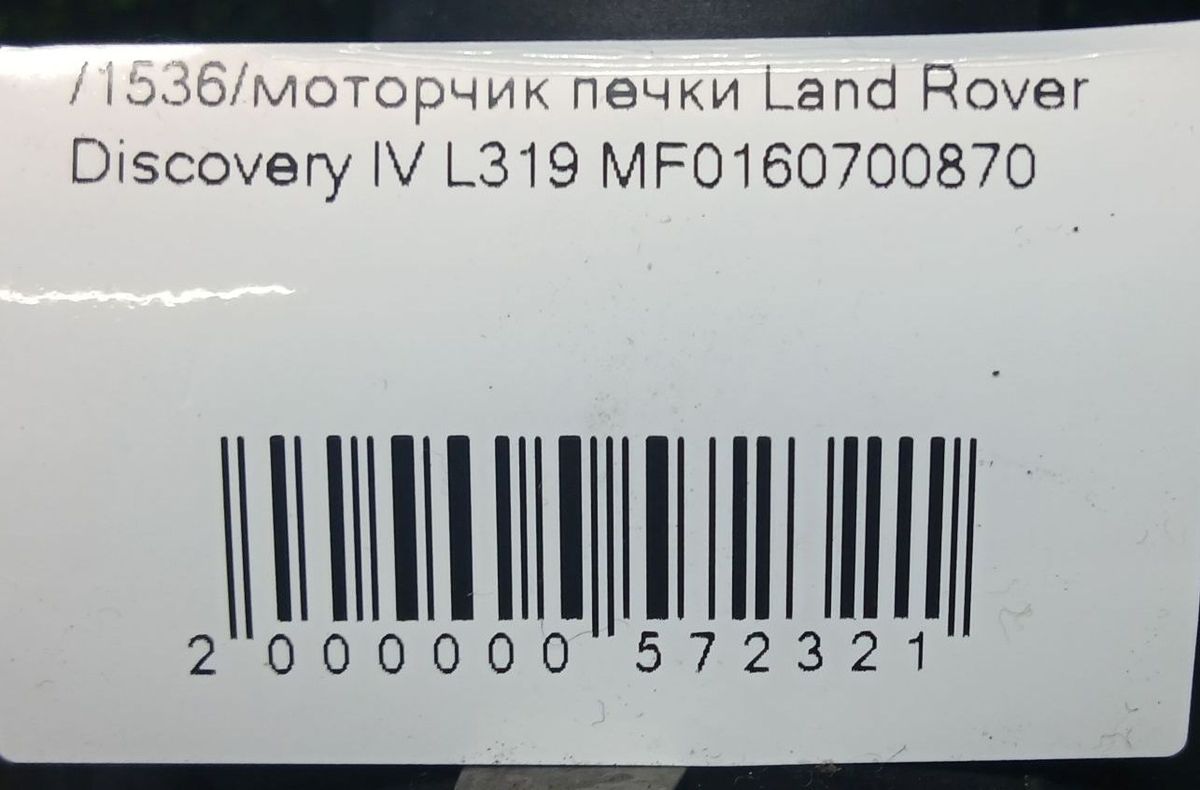 /1536/моторчик печки Land Rover
Discovery IV L319 MF0160700870
2 000000 572321